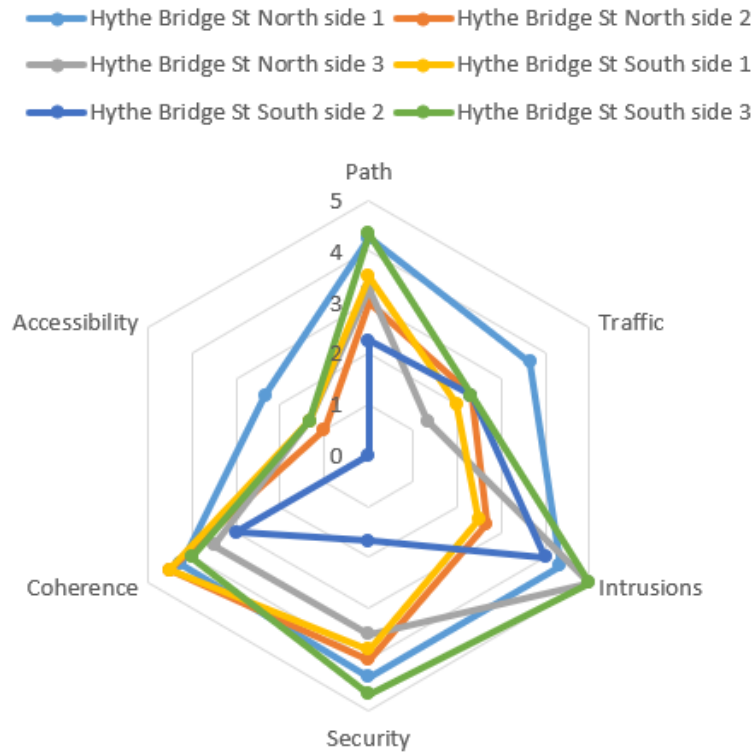 Hythe Bridge St North side 1 Hythe Bridge St North side 2
Hythe Bridge St North side 3 Hythe Bridge St South side 1
Hythe Bridge St South side 2 Hythe Bridge St South side 3
Path
5
4
3
2
1
0
Accessibility
Traffic
Coherence
Intrusions
Security